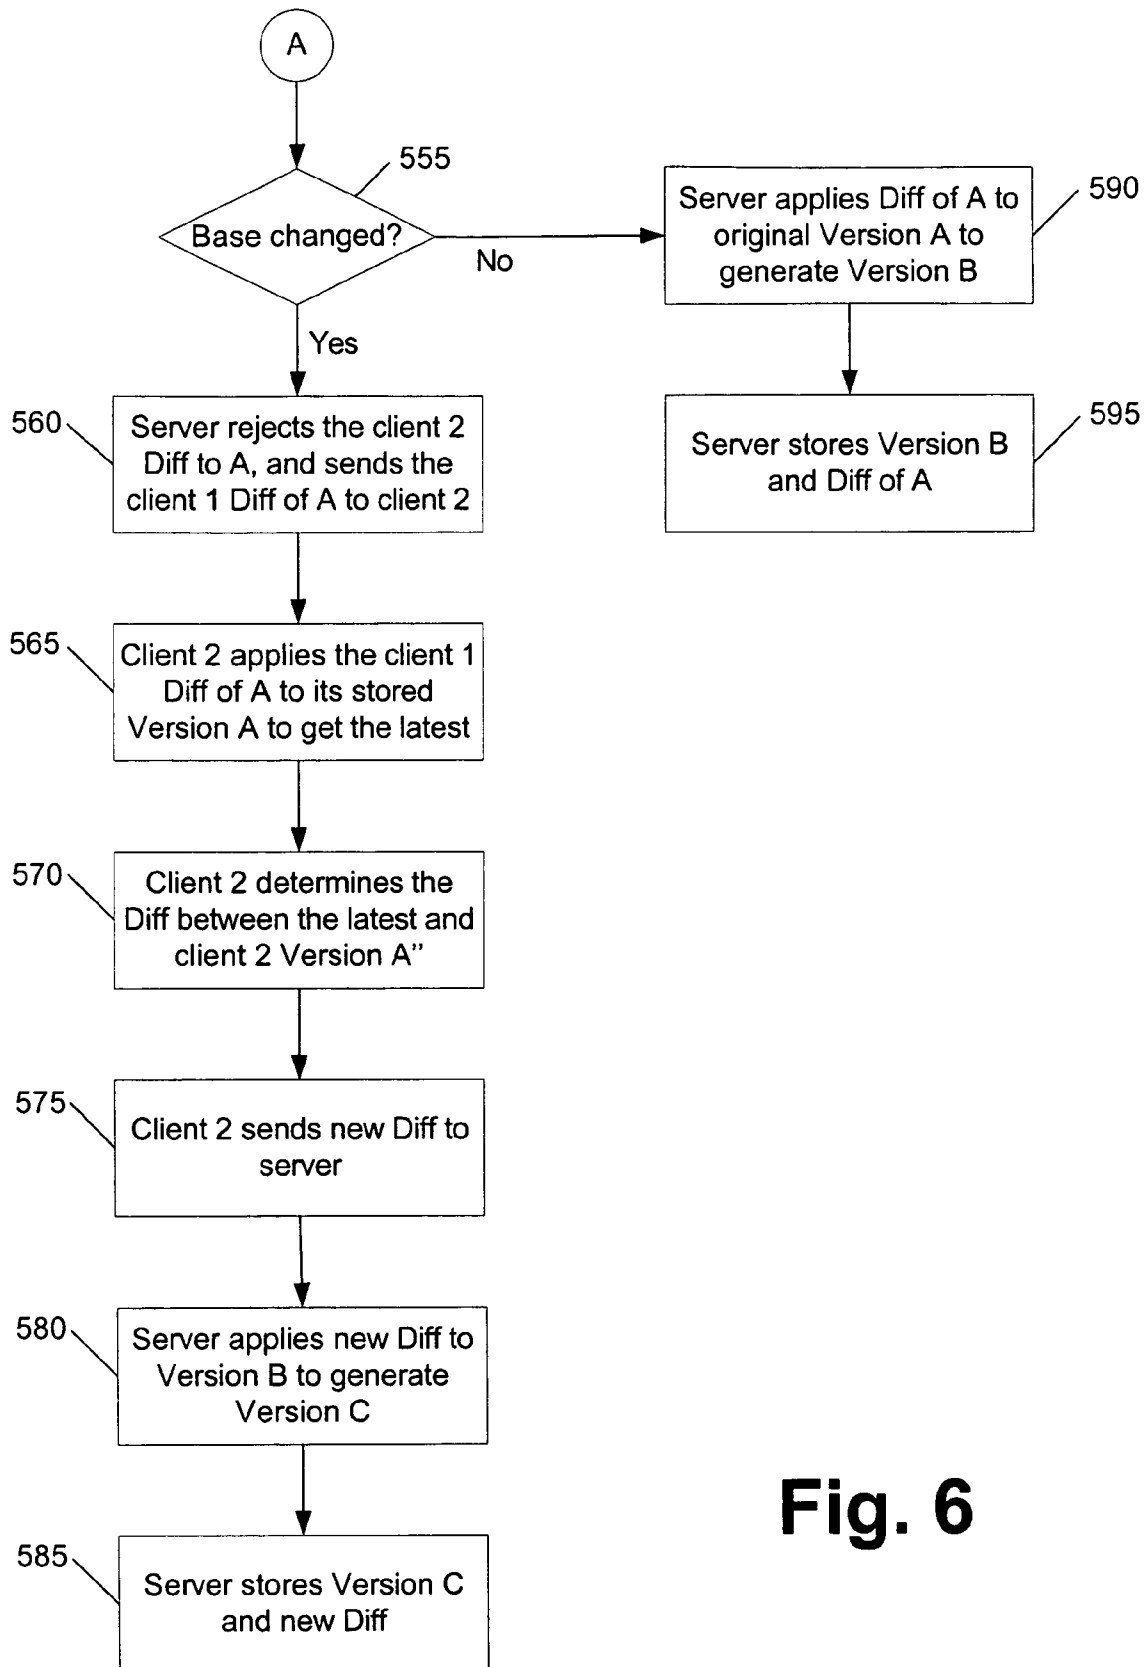 A
555
Base changed?
No
Yes
Server applies Diff of A to
original Version A to
generate Version B
590
560
Server rejects the client 2
Diff to A, and sends the
client 1 Diff of A to client 2
Server stores Version B
and Diff of A
595
565
Client 2 applies the client 1
Diff of A to its stored
Version A to get the latest
570
Client 2 determines the
Diff between the latest and
client 2 Version A”
575
Client 2 sends new Diff to
server
580
Server applies new Diff to
Version B to generate
Version C
585
Server stores Version C
and new Diff
Fig. 6